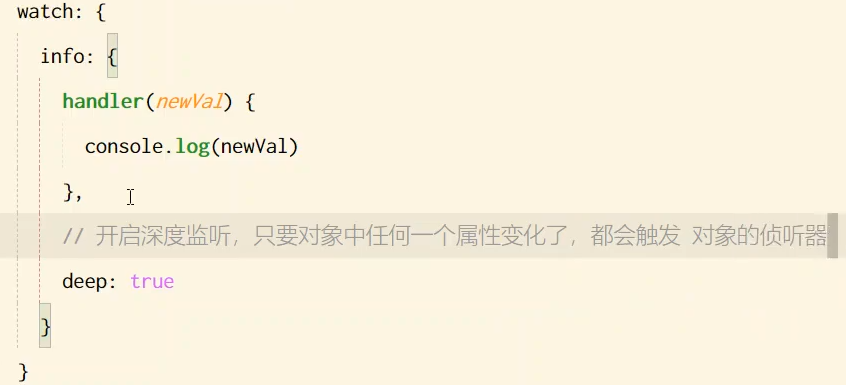 watch: {
info: {
handler(newVal) {
console.log(newVal)
},
// 开启深度监听，只要对象中任何一个属性变化了，都会触发 对象的侦听器
deep: true
}
}